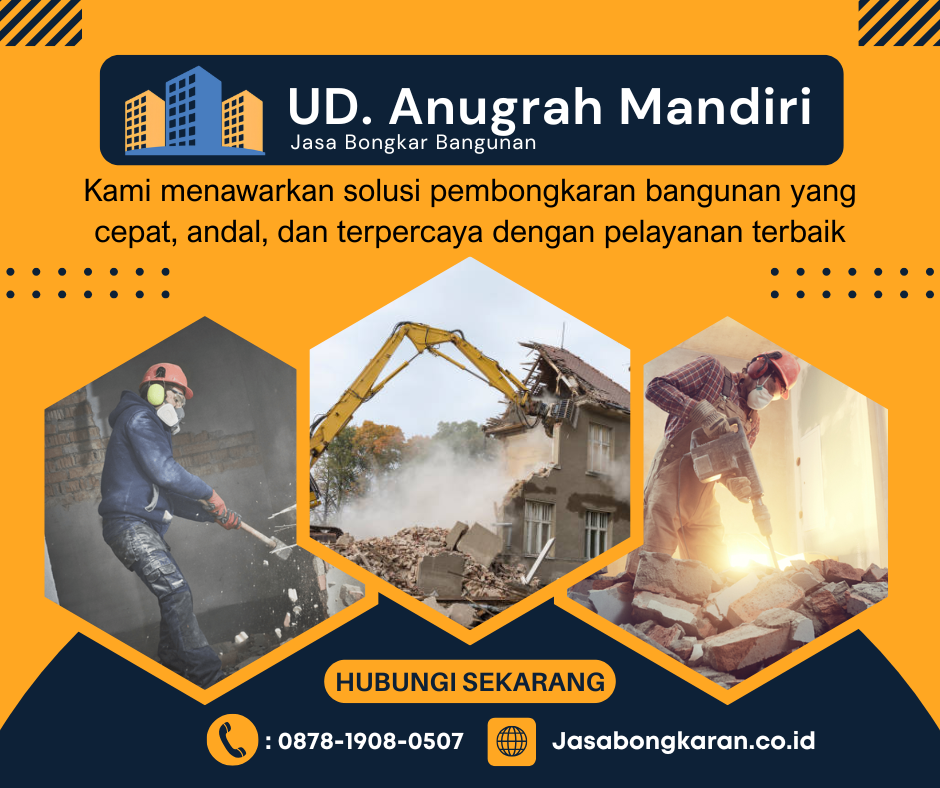 UD. Anugrah Mandiri
Jasa Bongkar Bangunan
Kami menawarkan solusi pembongkaran bangunan yang
cepat, andal, dan terpercaya dengan pelayanan terbaik
HUBUNGI SEKARANG
: 0878-1908-0507
Jasabongkaran.co.id